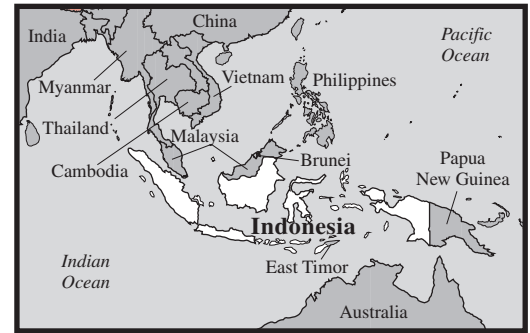 China
India
Pacific
Ocean
Myanmar
Vietnam
Philippines
Thailand
Malaysia
Cambodia
Brunei
Papua
New Guinea
Indonesia
East Timor
Indian
Ocean
Australia